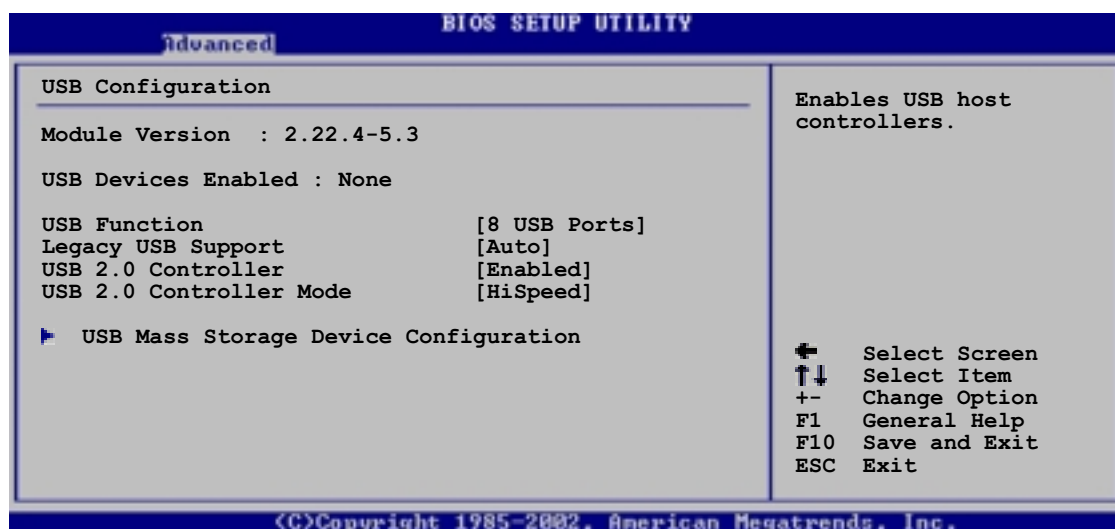 BIOS SETUP UTILITY
Advanced
USB Configuration
Module Version : 2.22.4-5.3
USB Devices Enabled : None
USB Function [8 USB Ports]
Legacy USB Support [Auto]
USB 2.0 Controller [Enabled]
USB 2.0 Controller Mode [HiSpeed]
USB Mass Storage Device Configuration
Enables USB host
controllers.
Select Screen
↑↓ Select Item
+- Change Option
F1 General Help
F10 Save and Exit
ESC Exit
(C)Copyright 1985-2002, American Megatrends, Inc.